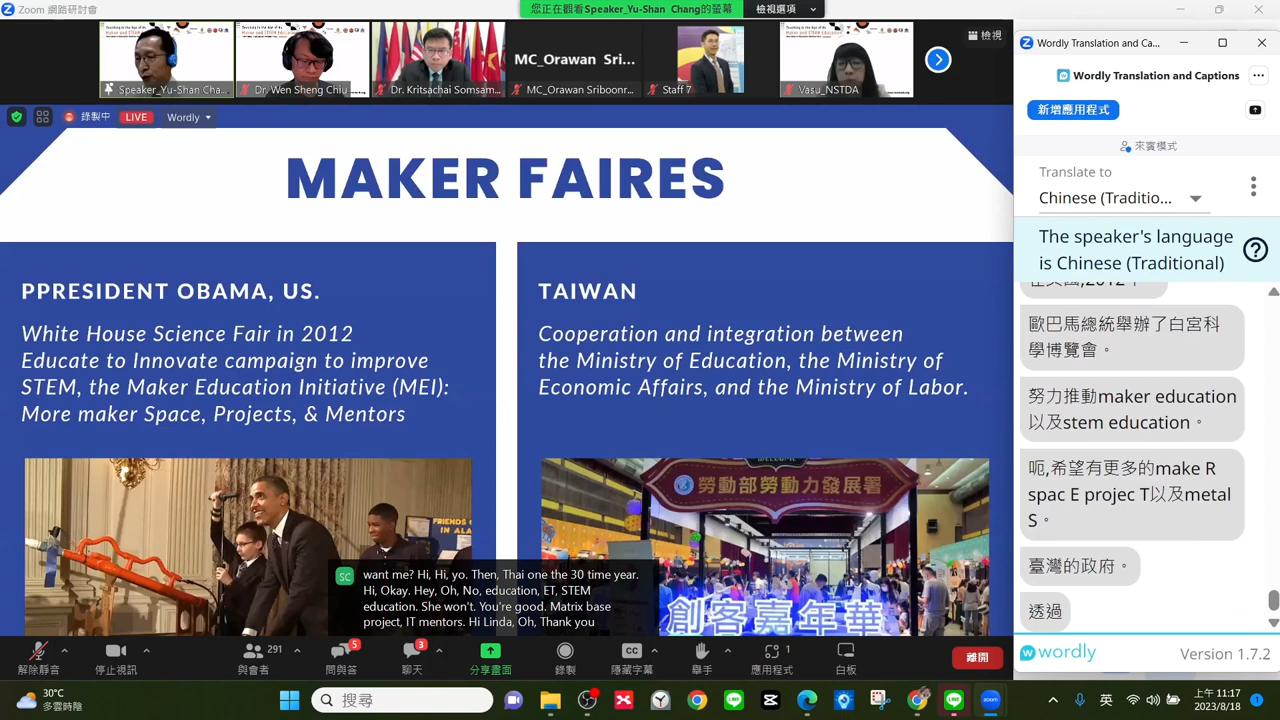 Zoom 網路研討會
您正在觀看Speaker_Yu-Shan Chang的螢幕
檢視選項
Speaker_Yu-Shan Cha...
Dr. Wen Sheng Chiu
Dr. Kritsachai Somsam...
MC_Orawan Sri...
MC_Orawan Sriboonr...
Staff 7
Vasu_NSTDA
檢視
錄製中
LIVE
Wordly
MAKER FAIRES
PPRESIDENT OBAMA, US.
White House Science Fair in 2012
Educate to Innovate campaign to improve
STEM, the Maker Education Initiative (MEI):
More maker Space, Projects, & Mentors
TAIWAN
Cooperation and integration between
the Ministry of Education, the Ministry of
Economic Affairs, and the Ministry of Labor.
FRIENDS
IN ALA
WELCOME
勞動部勞動力發展署
創客嘉年華
SC
want me? Hi, Hi, yo. Then, Thai one the 30 time year.
Hi, Okay. Hey, Oh, No, education, ET, STEM
education. She won't. You're good. Matrix base
project, IT mentors. Hi Linda, Oh, Thank you
Wordly Translation and Ca...
Wordly Translation and Captions
新增應用程式
來賓模式
Translate to
Chinese (Traditio...
The speaker's language
is Chinese (Traditional)
歐巴馬總統舉辦了白宮科
學博覽會。
努力推動maker education
以及stem education。
呃,希望有更多的make R
spac E projec T以及metal
S。
臺灣的政府。
透過
wordly
Version 1.7.2
解除靜音
停止視訊
291
與會者
5
問與答
3
聊天
分享畫面
錄製
CC
隱藏字幕
舉手
1
應用程式
白板
離開
30°C
多雲時陰
搜尋
zoom
英
上午 11:17
2023/8/18
1